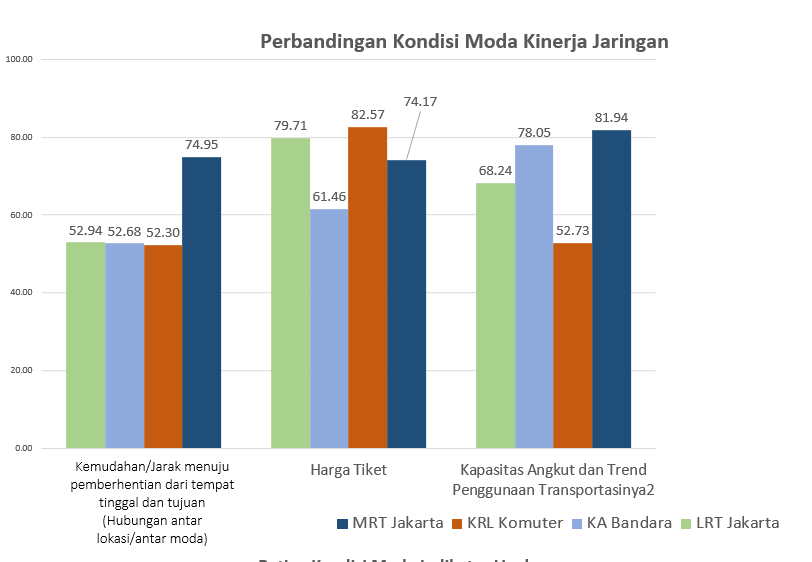 Perbandingan Kondisi Moda Kinerja Jaringan
100.00
80.00
60.00
40.00
20.00
0.00
52.94 52.68 52.30 74.95
79.71 61.46 82.57 74.17
68.24 78.05 52.73 81.94
Kemudahan/Jarak menuju
pemberhentian dari tempat
tinggal dan tujuan
(Hubungan antar
lokasi/antar moda)
Harga Tiket
Kapasitas Angkut dan Trend
Penggunaan Transportasinya2
MRT Jakarta KRL Komuter KA Bandara LRT Jakarta